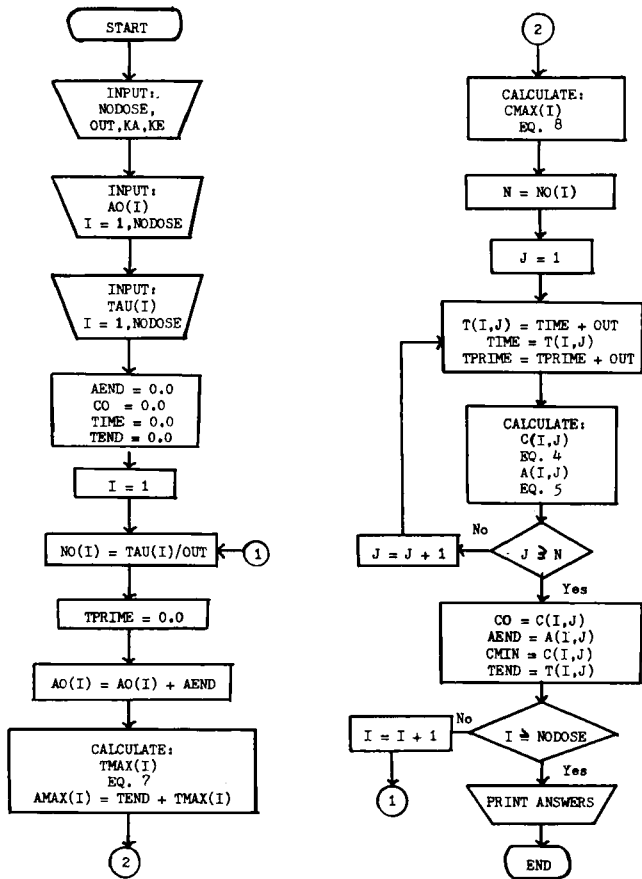 START
INPUT:
NODOSE,
OUT,KA,KE
INPUT:
AO(I)
I = 1,NODOSE
INPUT:
TAU(I)
I = 1,NODOSE
AEND = 0.0
CO = 0.0
TIME = 0.0
TEND = 0.0
I = 1
NO(I) = TAU(I)/OUT
1
TPRIME = 0.0
AO(I) = AO(I) + AEND
CALCULATE:
TMAX(I)
EQ. 7
AMAX(I) = TEND + TMAX(I)
2
2
CALCULATE:
CMAX(I)
EQ. 8
N = NO(I)
J = 1
T(I,J) = TIME + OUT
TIME = T(I,J)
TPRIME = TPRIME + OUT
CALCULATE:
C(I,J)
EQ. 4
A(I,J)
EQ. 5
J ≥ N
No
J = J + 1
Yes
CO = C(I,J)
AEND = A(I,J)
CMIN = C(I,J)
TEND = T(I,J)
I ≥ NODOSE
No
I = I + 1
1
Yes
PRINT ANSWERS
END